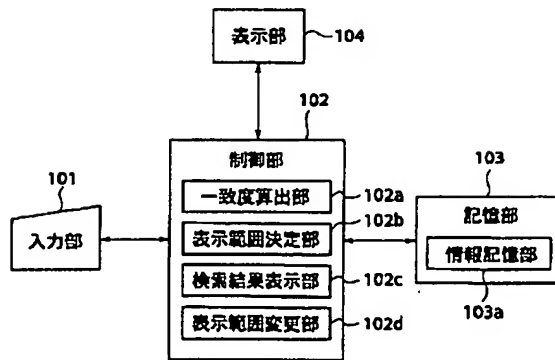 表示部
104
102
制御部
101
入力部
一致度算出部
102a
表示範囲決定部
102b
検索結果表示部
102c
表示範囲変更部
102d
103
記憶部
情報記憶部
103a